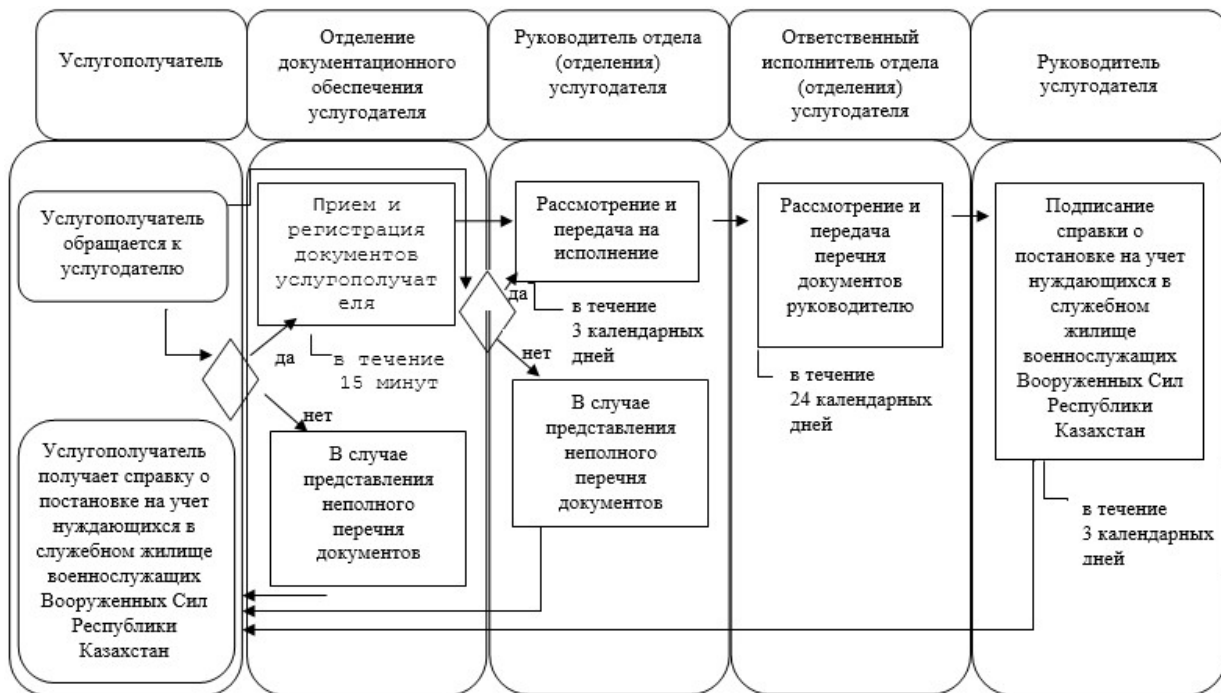 Услугополучатель
Отделение
документационного
обеспечения
услугодателя
Руководитель отдела
(отделения)
услугодателя
Ответственный
исполнитель отдела
(отделения)
услугодателя
Руководитель
услугодателя
Услугополучатель
обращается к
услугодателю
да
нет
Услугополучатель
получает справку о
постановке на учет
нуждающихся в
служебном жилище
военнослужащих
Вооруженных Сил
Республики
Казахстан
Прием и
регистрация
документов
услугополучат
еля
в течение
15 минут
В случае
представления
неполного
перечня
документов
Рассмотрение и
передача на
исполнение
да
в течение
3 календарных
дней
нет
В случае
представления
неполного
перечня
документов
Рассмотрение и
передача
перечня
документов
руководителю
в течение
24 календарных
дней
Подписание
справки о
постановке на учет
нуждающихся в
служебном
жилище
военнослужащих
Вооруженных Сил
Республики
Казахстан
в течение
3 календарных
дней